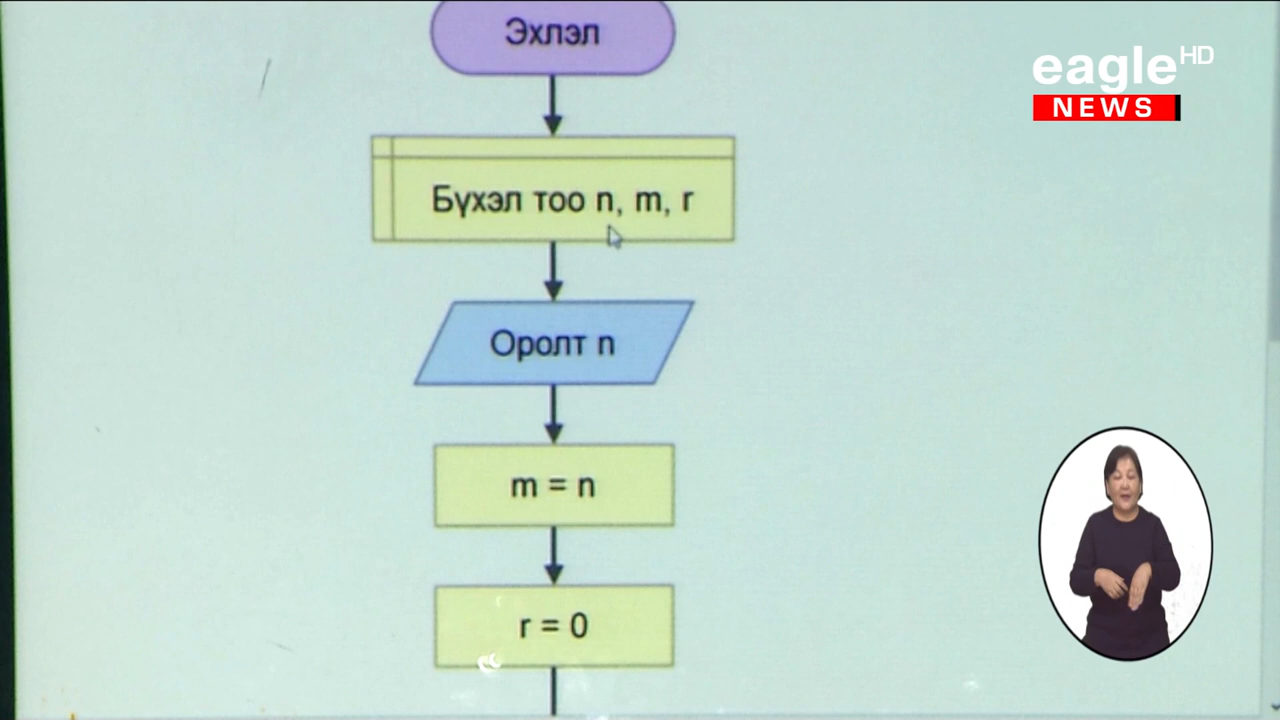 Эхлэл
Бүхэл тоо n, m, r
Оролт n
m = n
r = 0
eagle HD
NEWS